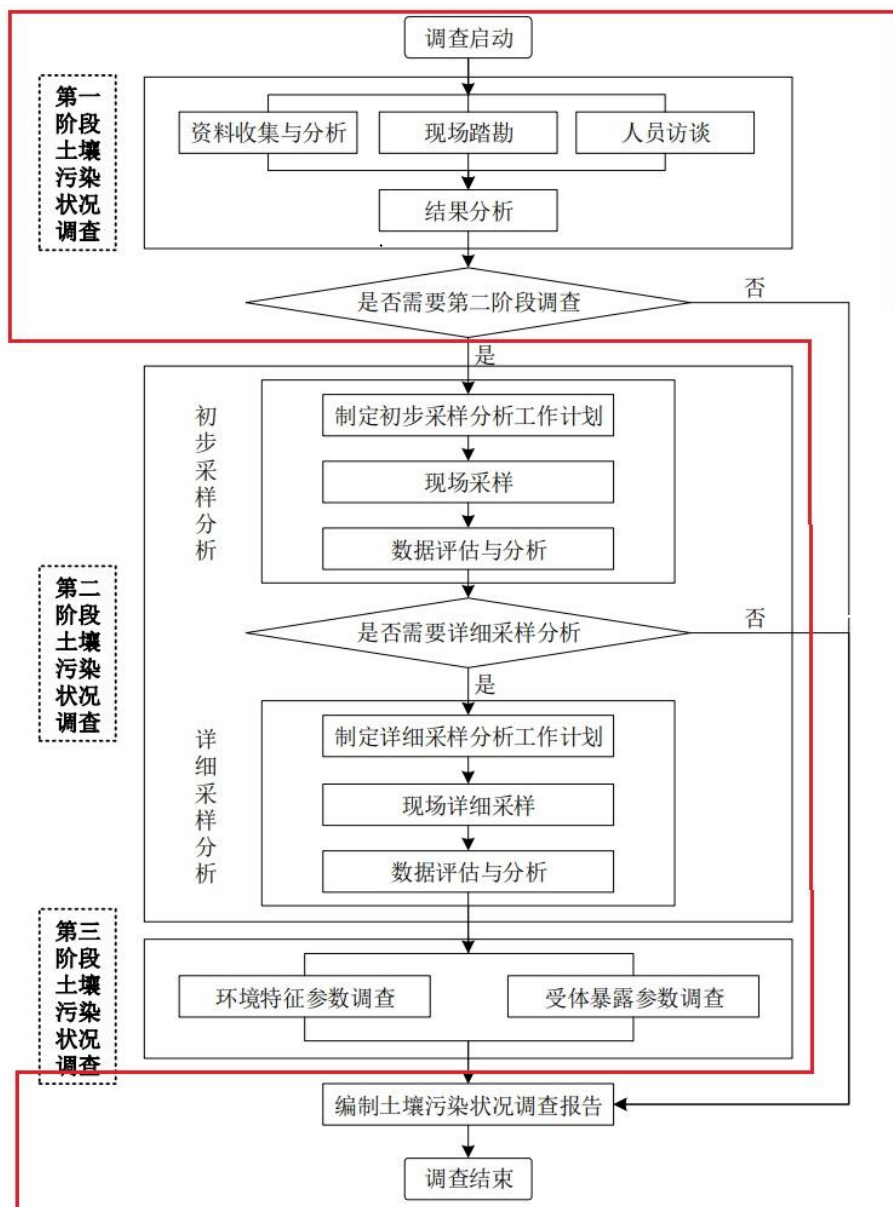 调查启动
第一
阶段
土壤
污染
状况
调查
资料收集与分析
现场踏勘
人员访谈
结果分析
是否需要第二阶段调查
否
是
初
步
采
样
分
析
制定初步采样分析工作计划
现场采样
数据评估与分析
第二
阶段
土壤
污染
状况
调查
是否需要详细采样分析
否
是
详
细
采
样
分
析
制定详细采样分析工作计划
现场详细采样
数据评估与分析
第三
阶段
土壤
污染
状况
调查
环境特征参数调查
受体暴露参数调查
编制土壤污染状况调查报告
调查结束